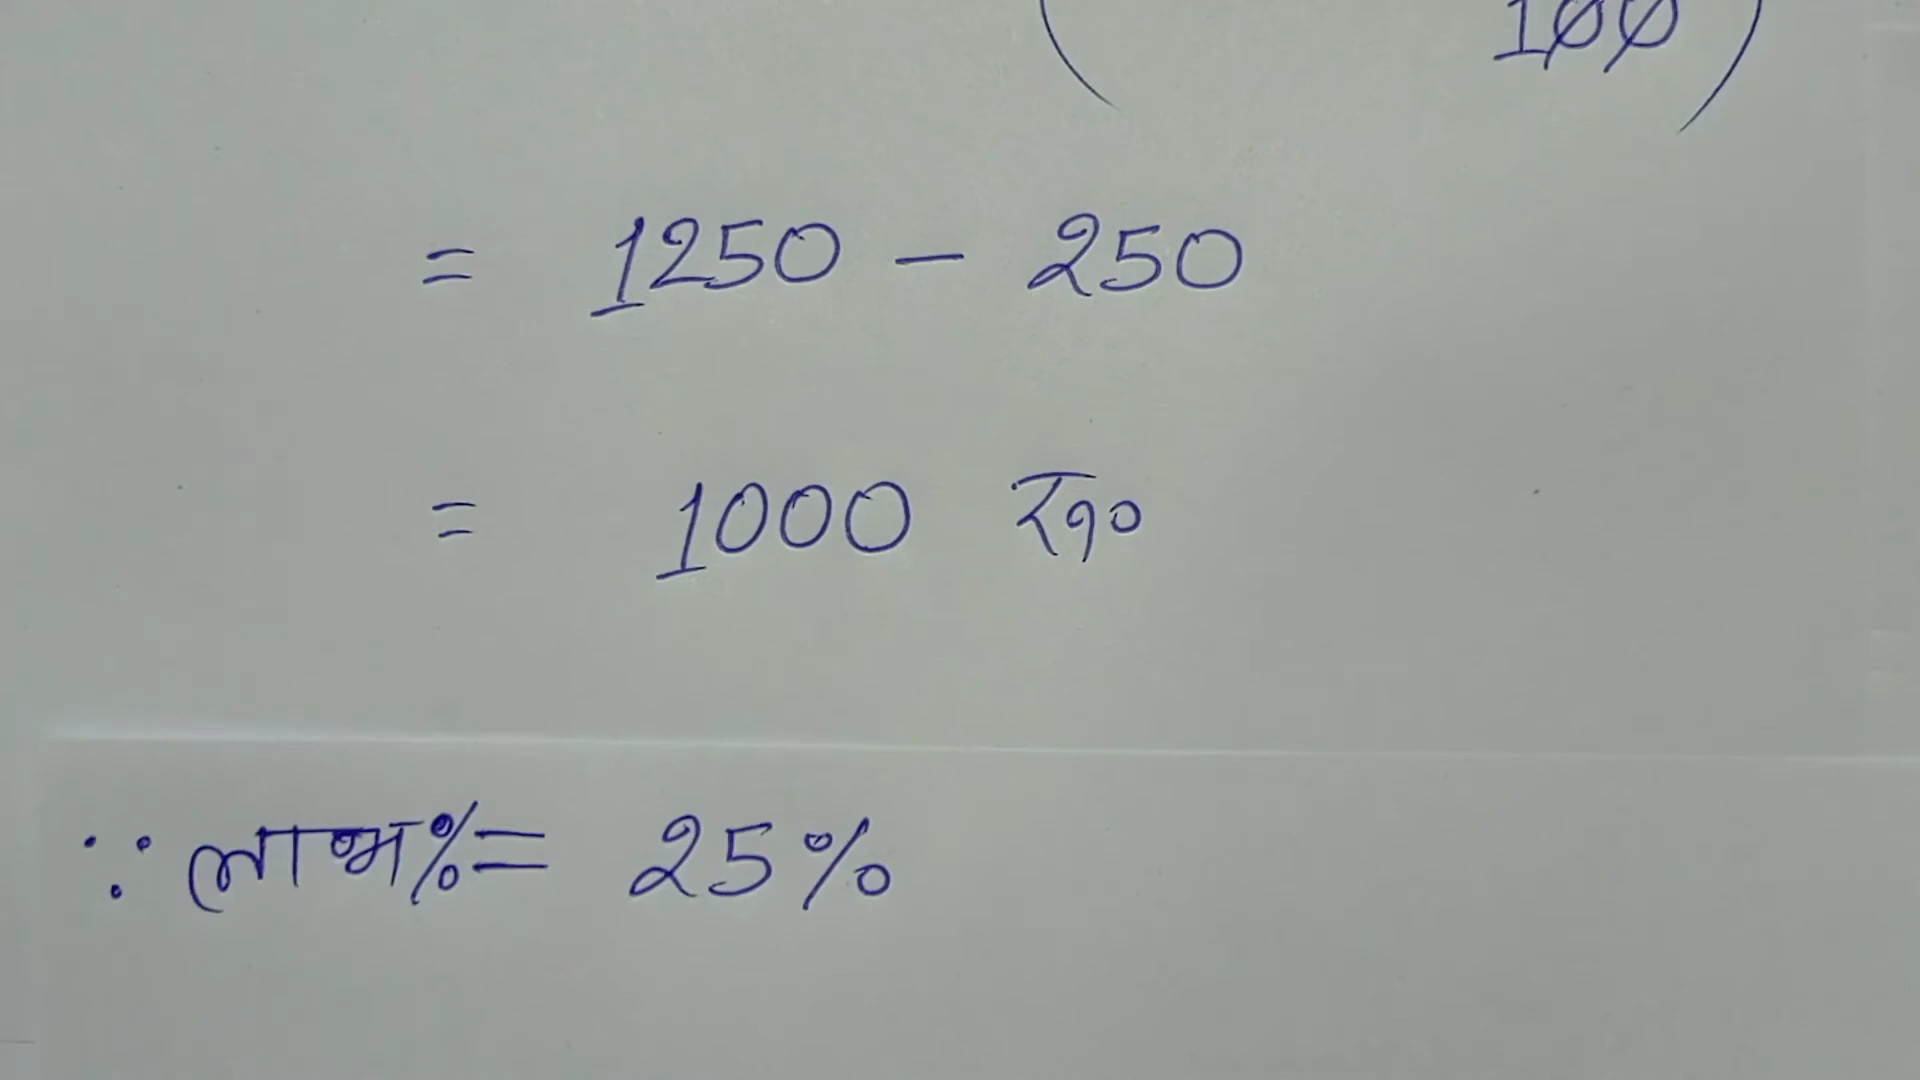 100
= 1250 - 250
= 1000 रु०
∵ लाभ% = 25%